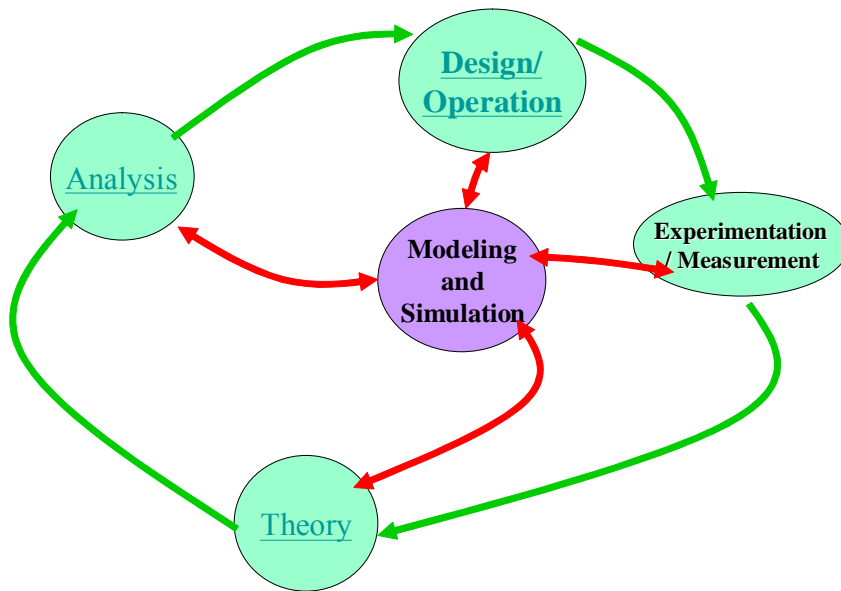 Design/
Operation
Analysis
Experimentation
/ Measurement
Modeling
and
Simulation
Theory